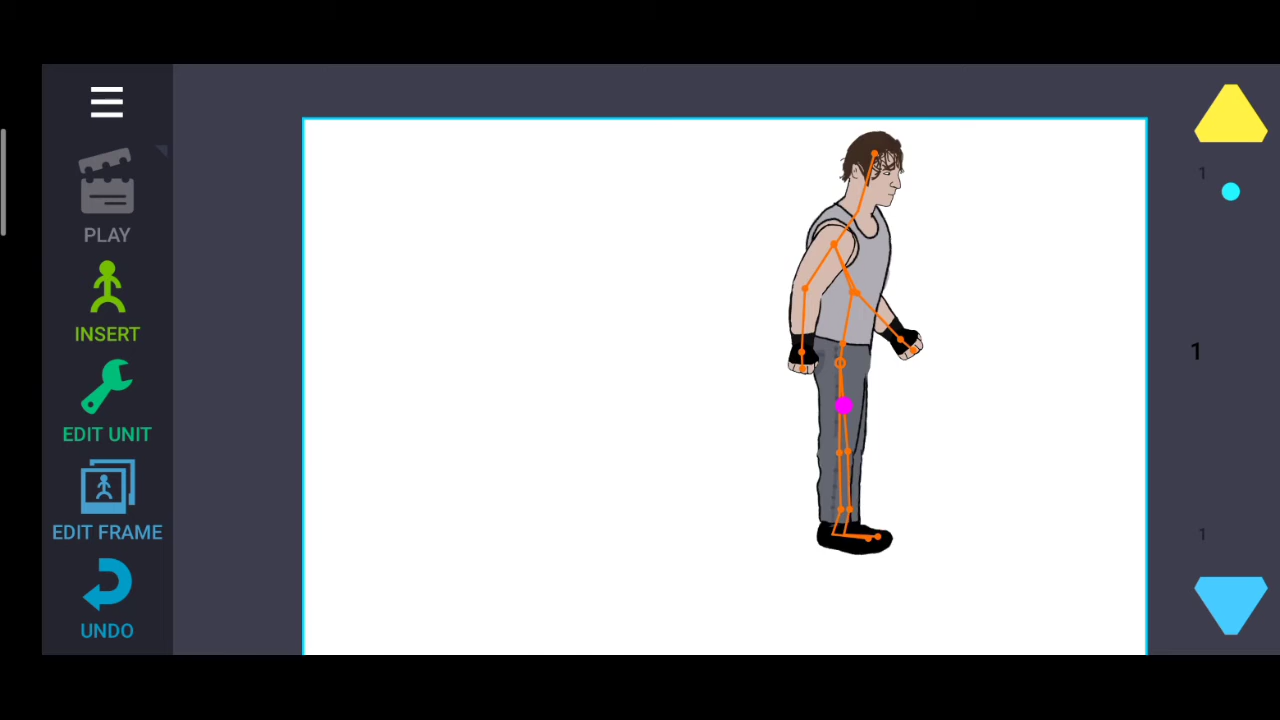 PLAY
INSERT
EDIT UNIT
EDIT FRAME
UNDO
1
1
1